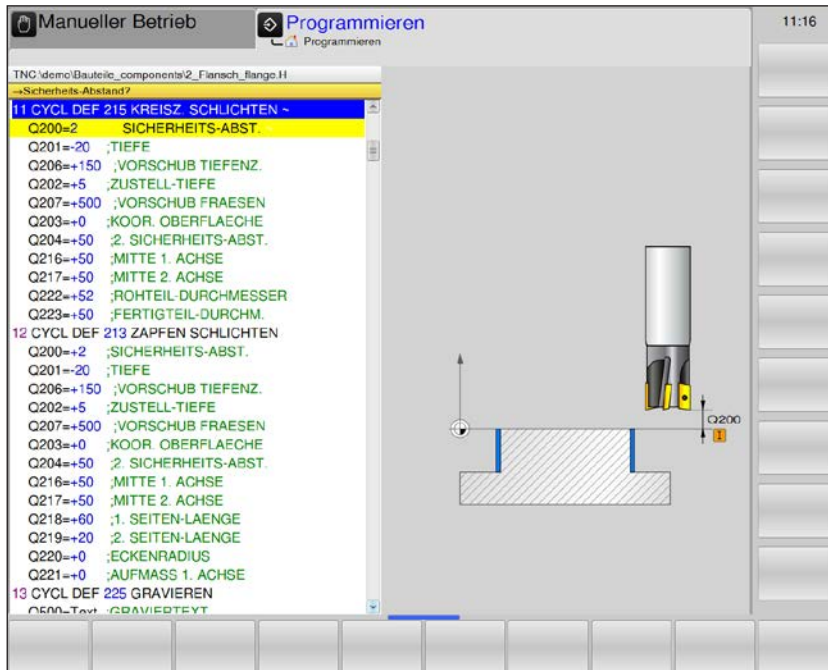 Manueller Betrieb
Programmieren
Programmieren
11:16
TNC:\demo\Bauteile_components\2_Flansch_flange.H
→Sicherheits-Abstand?
11 CYCL DEF 215 KREISZ. SCHLICHTEN ~
Q200=2 SICHERHEITS-ABST. ~
Q201=-20 ;TIEFE
Q206=+150 ;VORSCHUB TIEFENZ.
Q202=+5 ;ZUSTELL-TIEFE
Q207=+500 ;VORSCHUB FRAESEN
Q203=+0 ;KOOR. OBERFLAECHE
Q204=+50 ;2. SICHERHEITS-ABST.
Q216=+50 ;MITTE 1. ACHSE
Q217=+50 ;MITTE 2. ACHSE
Q222=+52 ;ROHTEIL-DURCHMESSER
Q223=+50 ;FERTIGTEIL-DURCHM.
12 CYCL DEF 213 ZAPFEN SCHLICHTEN
Q200=+2 ;SICHERHEITS-ABST.
Q201=-20 ;TIEFE
Q206=+150 ;VORSCHUB TIEFENZ.
Q202=+5 ;ZUSTELL-TIEFE
Q207=+500 ;VORSCHUB FRAESEN
Q203=+0 ;KOOR. OBERFLAECHE
Q204=+50 ;2. SICHERHEITS-ABST.
Q216=+50 ;MITTE 1. ACHSE
Q217=+50 ;MITTE 2. ACHSE
Q218=+60 ;1. SEITEN-LAENGE
Q219=+20 ;2. SEITEN-LAENGE
Q220=+0 ;ECKENRADIUS
Q221=+0 ;AUFMASS 1. ACHSE
13 CYCL DEF 225 GRAVIEREN
Q500=Text ;GRAVIERTEXT
Q200
I